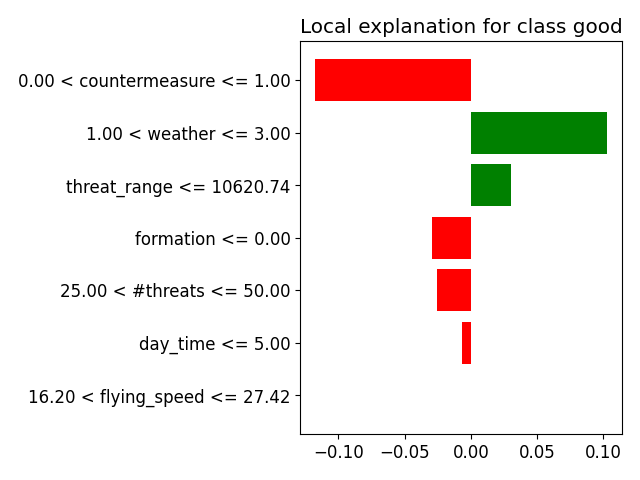 Local explanation for class good
0.00 < countermeasure <= 1.00
1.00 < weather <= 3.00
threat_range <= 10620.74
formation <= 0.00
25.00 < #threats <= 50.00
day_time <= 5.00
16.20 < flying_speed <= 27.42
−0.10 −0.05 0.00 0.05 0.10